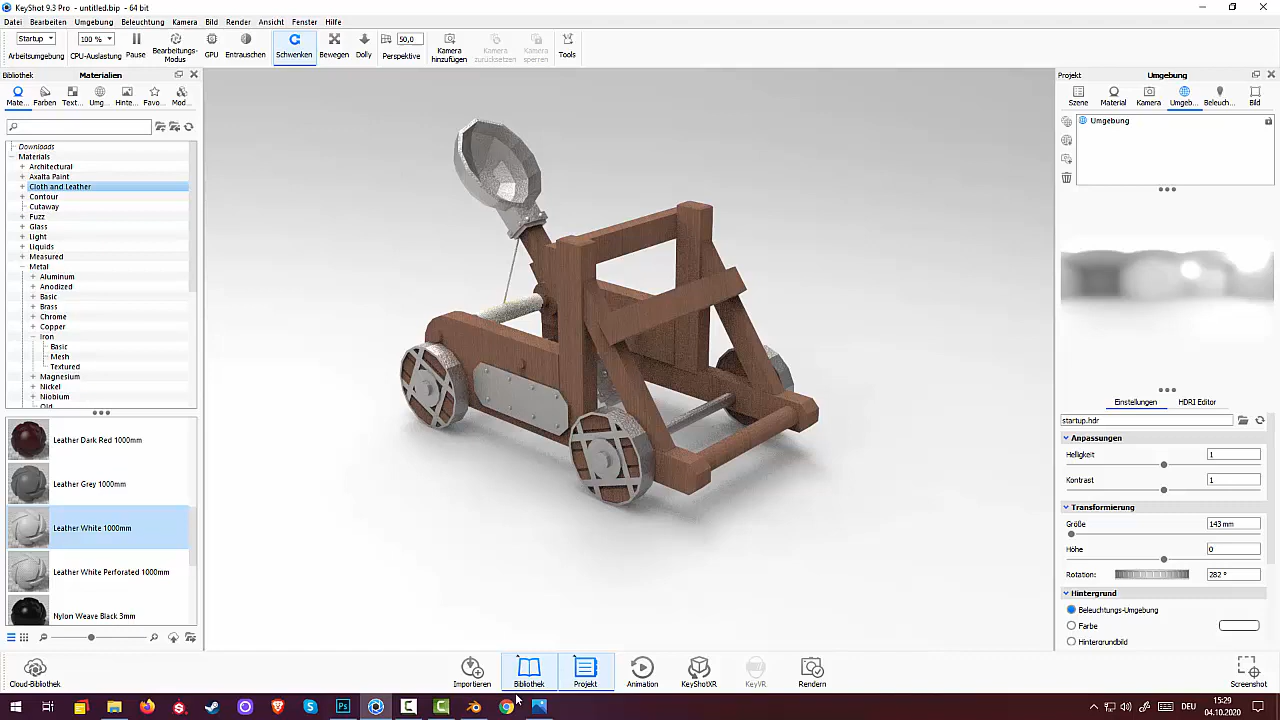 KeyShot 9.3 Pro - untitled.bip - 64 bit
Datei Bearbeiten Umgebung Beleuchtung Kamera Bild Render Ansicht Fenster Hilfe
Startup 100 % 50,0
Arbeitsumgebung CPU-Auslastung Pause Bearbeitungs-Modus GPU Entrauschen Schwenken Bewegen Dolly Perspektive Kamera hinzufügen Kamera zurücksetzen Kamera sperren Tools
Bibliothek Materialien
Mate... Farben Text... Umg... Hinte... Favo... Mod...
Downloads
Materials
Architectural
Axalta Paint
Cloth and Leather
Contour
Cutaway
Fuzz
Glass
Light
Liquids
Measured
Metal
Aluminum
Anodized
Basic
Brass
Chrome
Copper
Iron
Basic
Mesh
Textured
Magnesium
Nickel
Niobium
Leather Dark Red 1000mm
Leather Grey 1000mm
Leather White 1000mm
Leather White Perforated 1000mm
Nylon Weave Black 3mm
Projekt Umgebung
Szene Material Kamera Umgeb... Beleuch... Bild
Umgebung
Einstellungen HDRI Editor
startup.hdr
Anpassungen
Helligkeit 1
Kontrast 1
Transformierung
Größe 143 mm
Höhe 0
Rotation: 282 °
Hintergrund
Beleuchtungs-Umgebung
Farbe
Hintergrundbild
Cloud-Bibliothek Importieren Bibliothek Projekt Animation KeyShotXR KeyVR Rendern Screenshot
DEU
15:29
04.10.2020